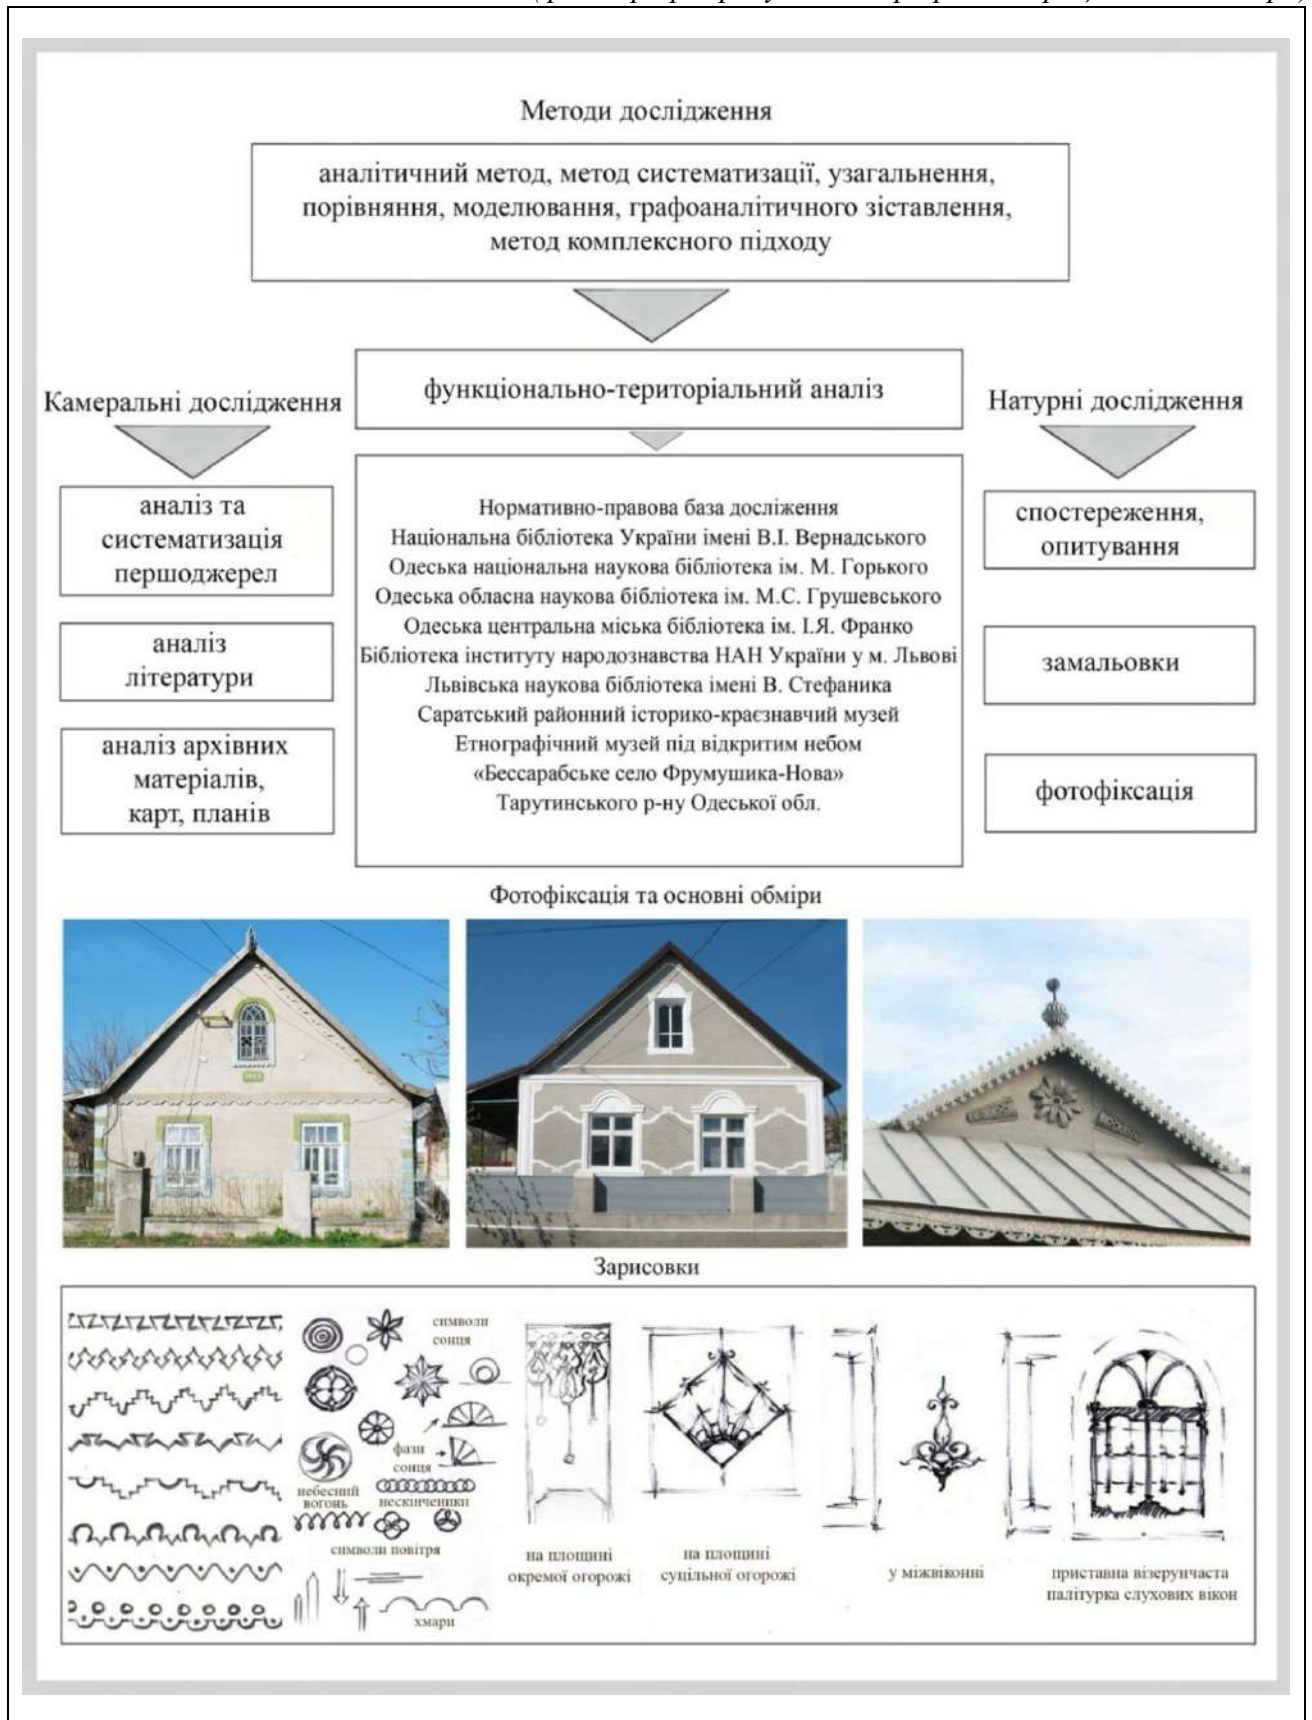 Методи дослідження
аналітичний метод, метод систематизації, узагальнення,
порівняння, моделювання, графоаналітичного зіставлення,
метод комплексного підходу
функціонально-територіальний аналіз
Камеральні дослідження
аналіз та
систематизація
першоджерел
аналіз
літератури
аналіз архівних
матеріалів,
карт, планів
Нормативно-правова база досліження
Національна бібліотека України імені В.І. Вернадського
Одеська національна наукова бібліотека ім. М. Горького
Одеська обласна наукова бібліотека ім. М.С. Грушевського
Одеська центральна міська бібліотека ім. І.Я. Франко
Бібліотека інституту народознавства НАН України у м. Львові
Львівська наукова бібліотека імені В. Стефаника
Саратський районний історико-краєзнавчий музей
Етнографічний музей під відкритим небом
«Бессарабське село Фрумушика-Нова»
Тарутинського р-ну Одеської обл.
Натурні дослідження
спостереження,
опитування
замальовки
фотофіксація
Фотофіксація та основні обміри
Зарисовки
символи
сонця
фази
сонця
небесний
вогонь
нескінченики
символи повітря
хмари
на площині
окремої огорожі
на площині
суцільної огорожі
у міжвіконні
приставна візерунчаста
палітурка слухових вікон